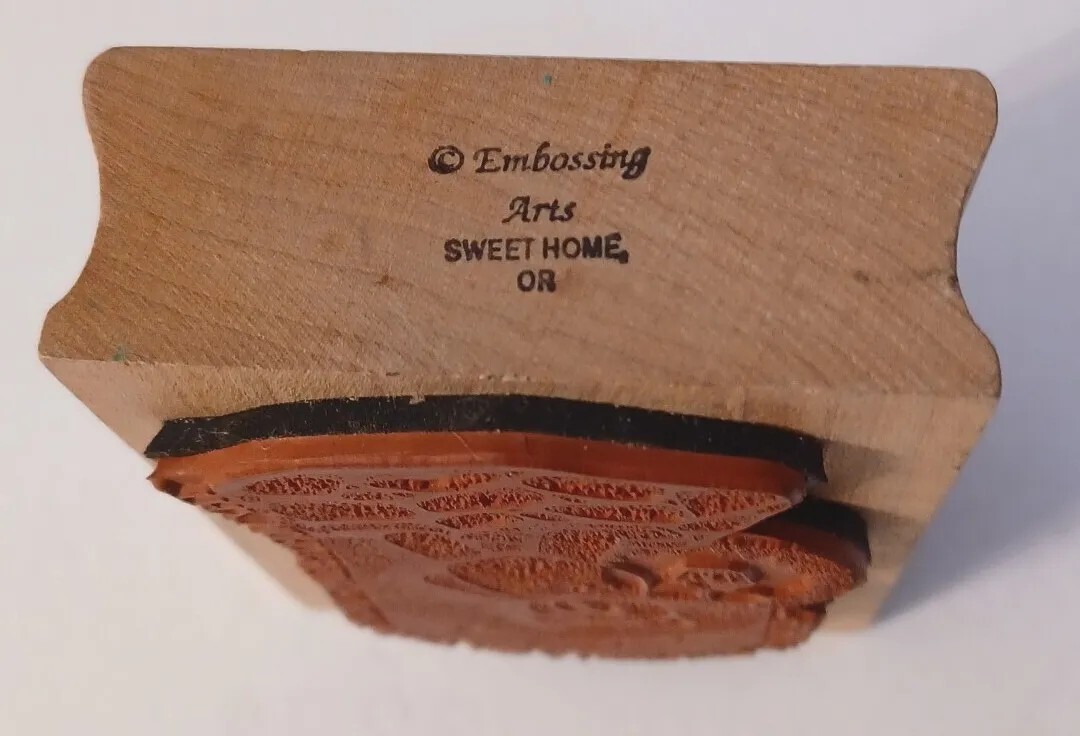 © Embossing
Arts
SWEET HOME,
OR